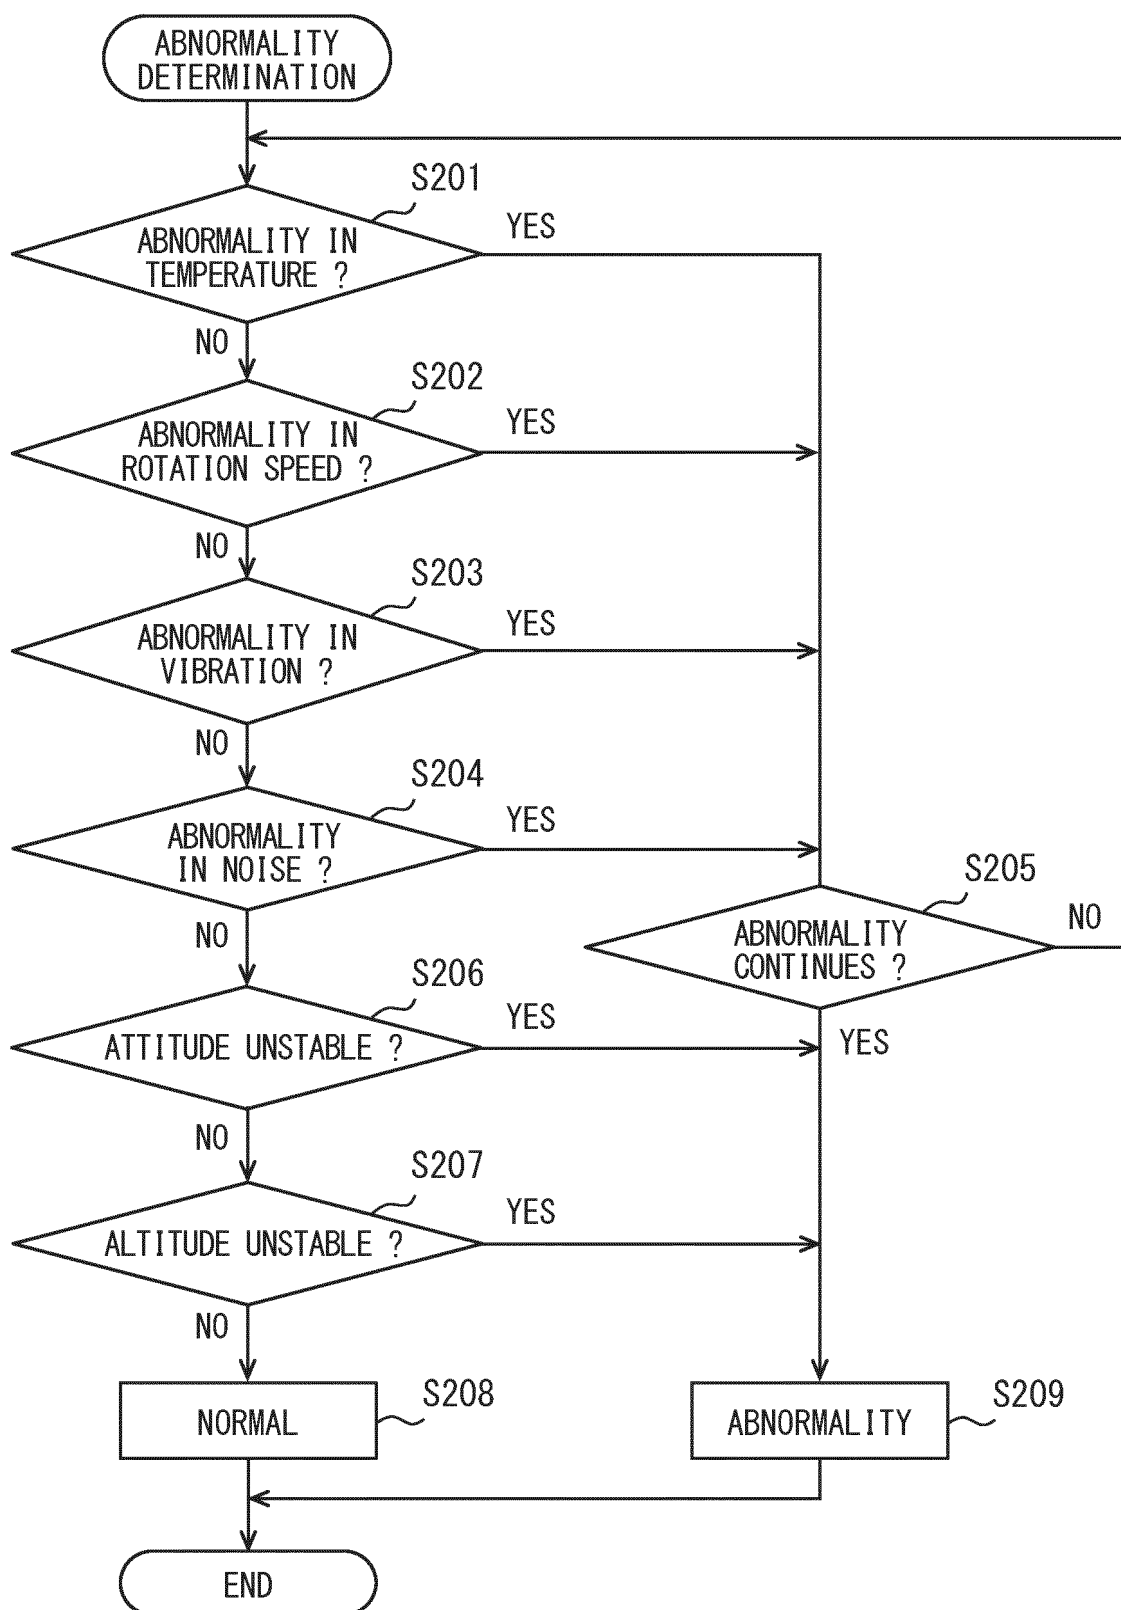 ABNORMALITY
DETERMINATION
S201
ABNORMALITY IN
TEMPERATURE ?
YES
NO
S202
ABNORMALITY IN
ROTATION SPEED ?
YES
NO
S203
ABNORMALITY IN
VIBRATION ?
YES
NO
S204
ABNORMALITY
IN NOISE ?
YES
NO
S205
ABNORMALITY
CONTINUES ?
NO
YES
S206
ATTITUDE UNSTABLE ?
YES
NO
S207
ALTITUDE UNSTABLE ?
YES
NO
NORMAL
S208
ABNORMALITY
S209
END